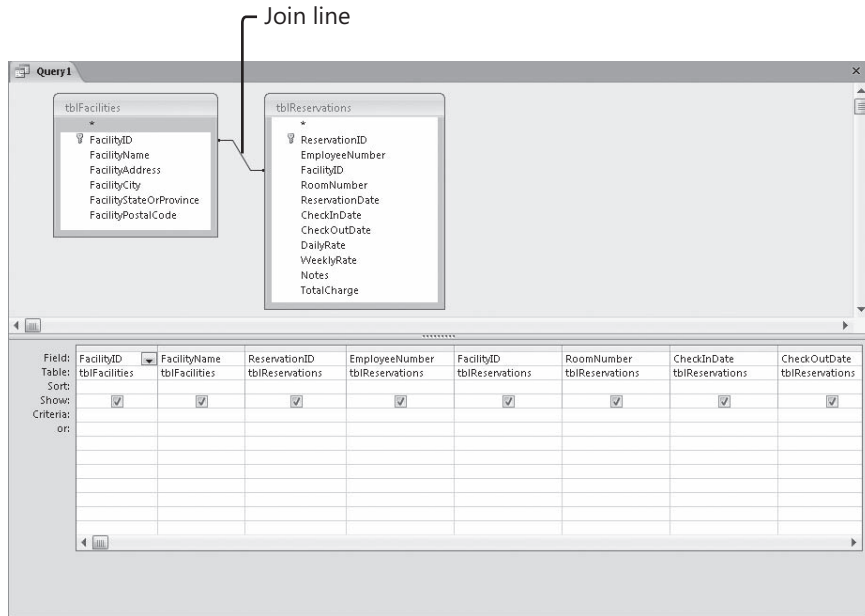 Join line
Query1
tblFacilities
*
FacilityID
FacilityName
FacilityAddress
FacilityCity
FacilityStateOrProvince
FacilityPostalCode
tblReservations
*
ReservationID
EmployeeNumber
FacilityID
RoomNumber
ReservationDate
CheckInDate
CheckOutDate
DailyRate
WeeklyRate
Notes
TotalCharge
Field: FacilityID FacilityName ReservationID EmployeeNumber FacilityID RoomNumber CheckInDate CheckOutDate
Table: tblFacilities tblFacilities tblReservations tblReservations tblReservations tblReservations tblReservations tblReservations
Sort:
Show:
Criteria:
or: